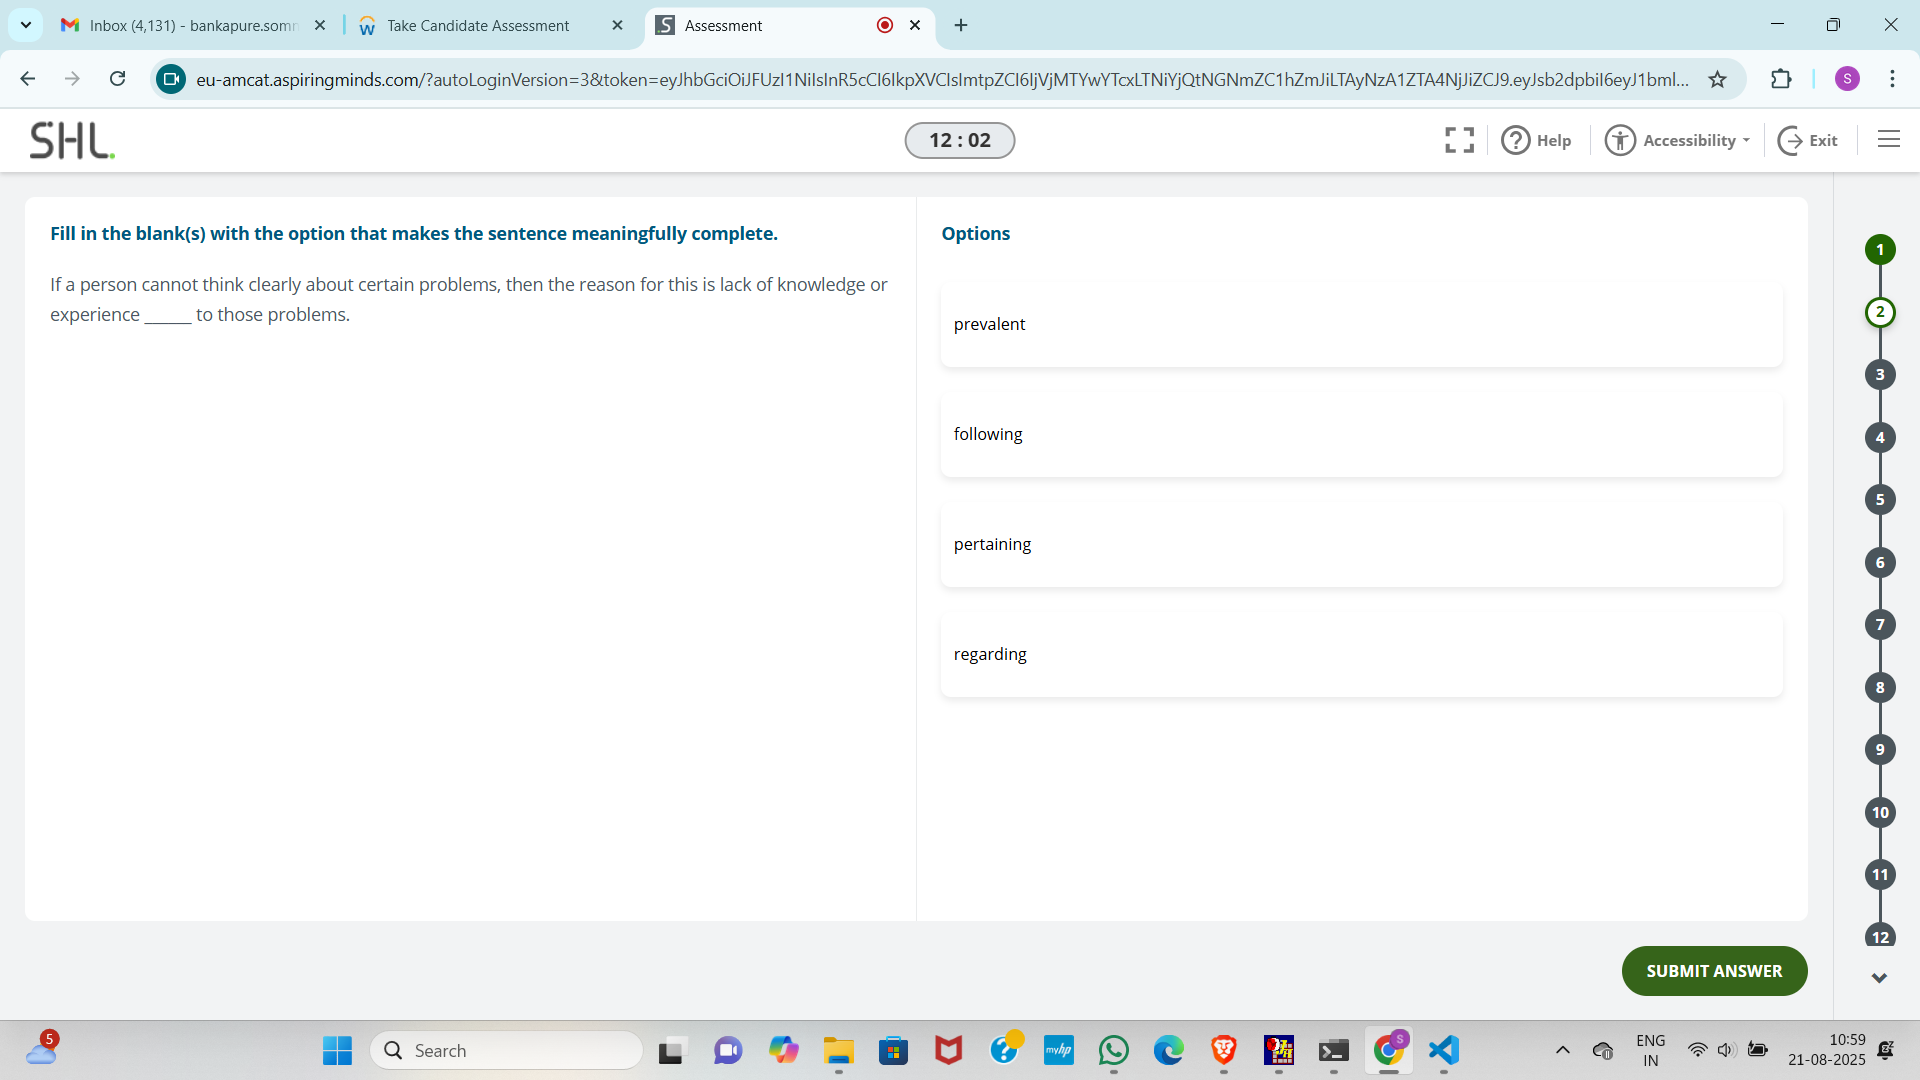 Inbox (4,131) - bankapure.somn
Take Candidate Assessment
Assessment
eu-amcat.aspiringminds.com/?autoLoginVersion=3&token=eyJhbGciOiJFUzI1NiIsInR5cCI6IkpXVCIsImtpZCI6IjVjMTYwYTcxLTNiYjQtNGNmZC1hZmJiLTAyNzA1ZTA4NjJiZCJ9.eyJsb2dpbiI6eyJ1bml...
S
SHL.
12 : 02
Help
Accessibility
Exit
Fill in the blank(s) with the option that makes the sentence meaningfully complete.
If a person cannot think clearly about certain problems, then the reason for this is lack of knowledge or
experience ______ to those problems.
Options
prevalent
following
pertaining
regarding
1
2
3
4
5
6
7
8
9
10
11
12
SUBMIT ANSWER
5
Search
myhp
S
ENG
IN
10:59
21-08-2025